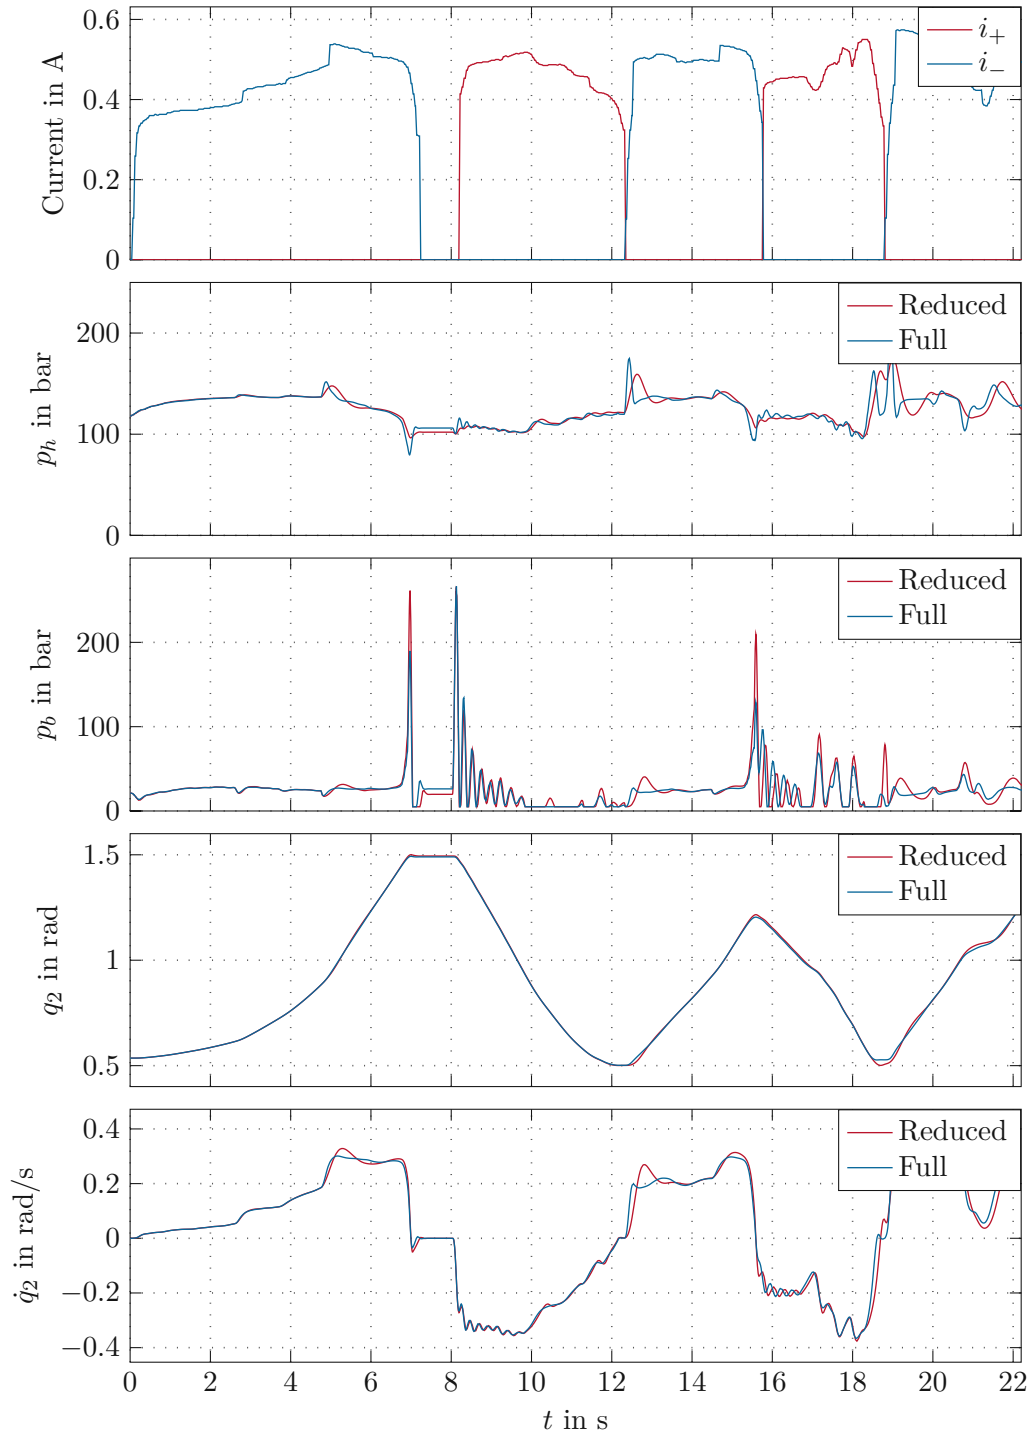 0.6
0.4
0.2
0
Current in A
i₊
i₋
200
100
0
p_h in bar
Reduced
Full
200
100
0
p_b in bar
Reduced
Full
1.5
1
0.5
q₂ in rad
Reduced
Full
0.4
0.2
0
−0.2
−0.4
q̇₂ in rad/s
Reduced
Full
0 2 4 6 8 10 12 14 16 18 20 22
t in s